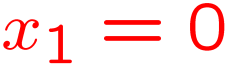 x₁ = 0